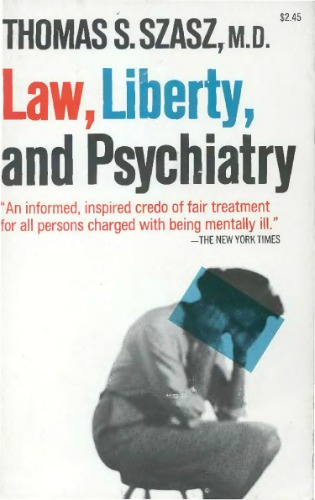 THOMAS S. SZASZ, M.D.
$2.45
Law, Liberty,
and Psychiatry
"An informed, inspired credo of fair treatment
for all persons charged with being mentally ill."
—THE NEW YORK TIMES